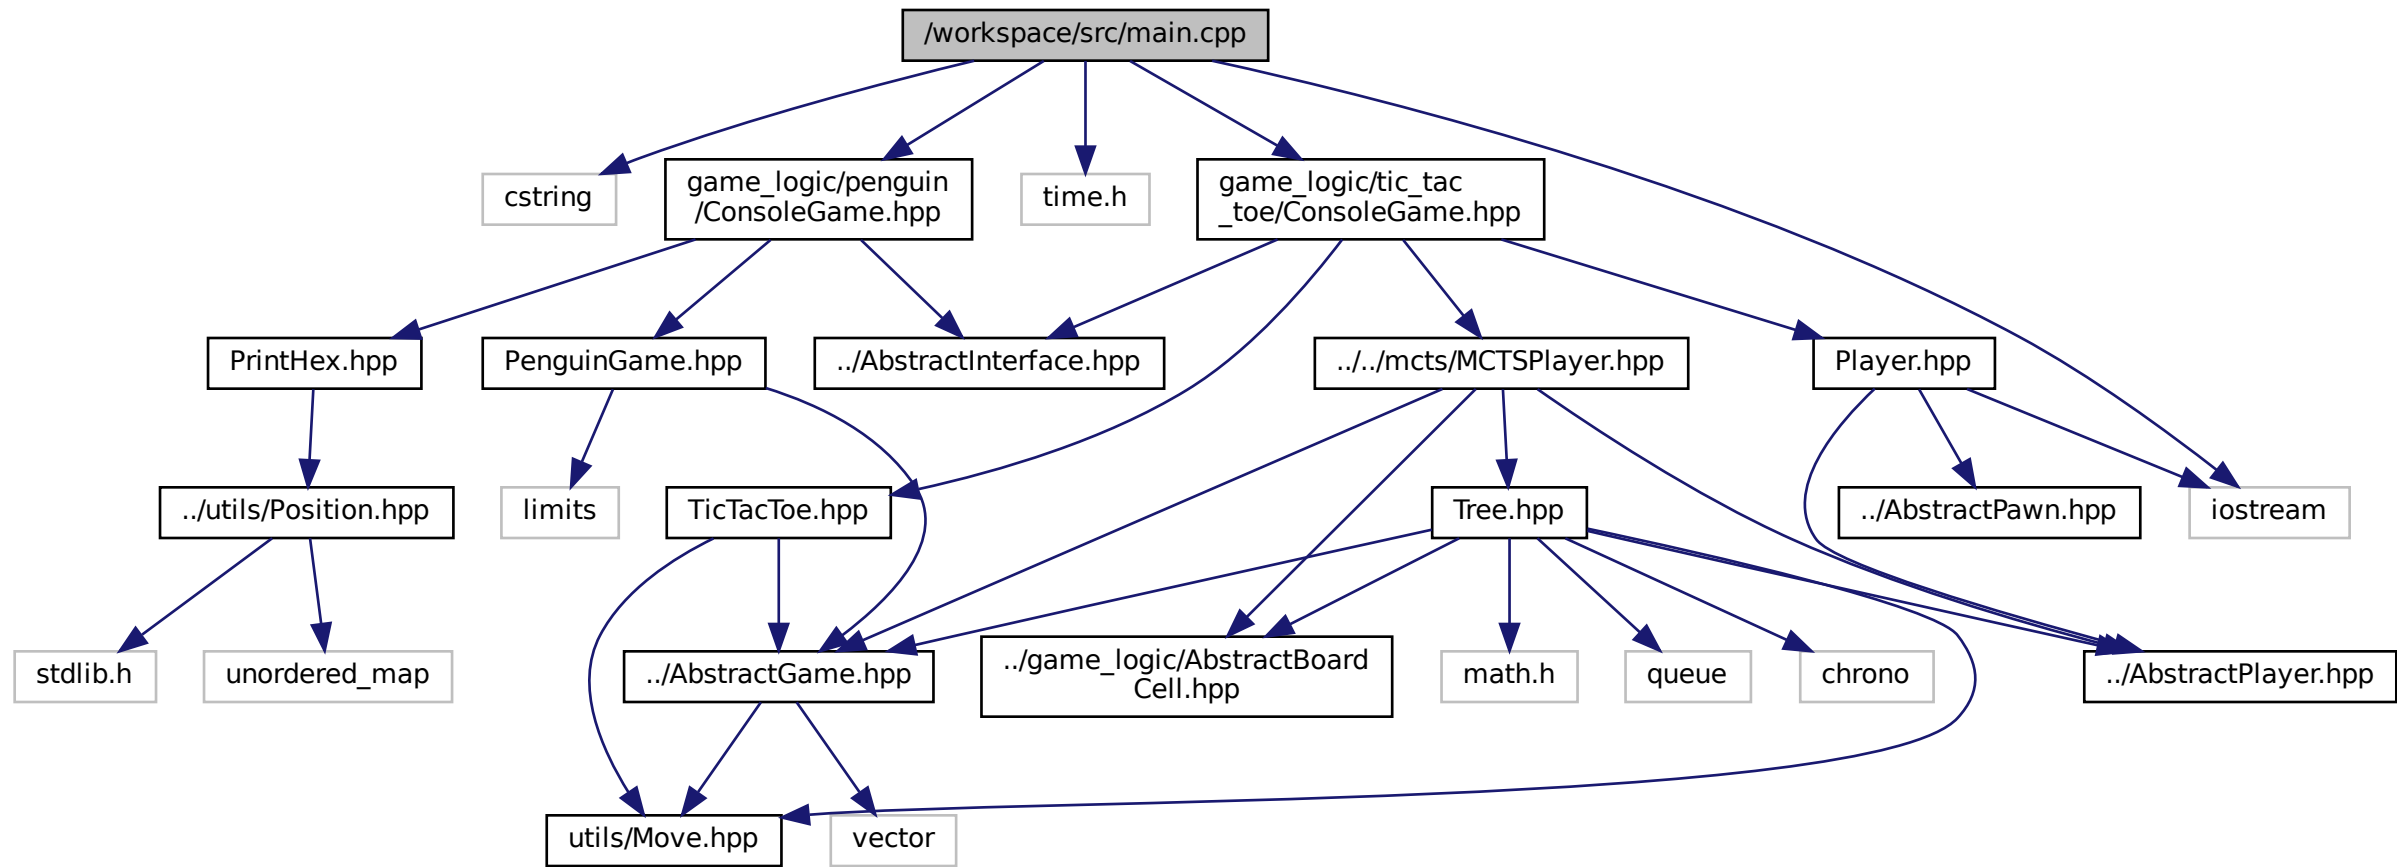 /workspace/src/main.cpp
cstring
game_logic/penguin
/ConsoleGame.hpp
time.h
game_logic/tic_tac
_toe/ConsoleGame.hpp
PrintHex.hpp
PenguinGame.hpp
../AbstractInterface.hpp
../../mcts/MCTSPlayer.hpp
Player.hpp
../utils/Position.hpp
limits
TicTacToe.hpp
Tree.hpp
../AbstractPawn.hpp
iostream
stdlib.h
unordered_map
../AbstractGame.hpp
../game_logic/AbstractBoard
Cell.hpp
math.h
queue
chrono
../AbstractPlayer.hpp
utils/Move.hpp
vector